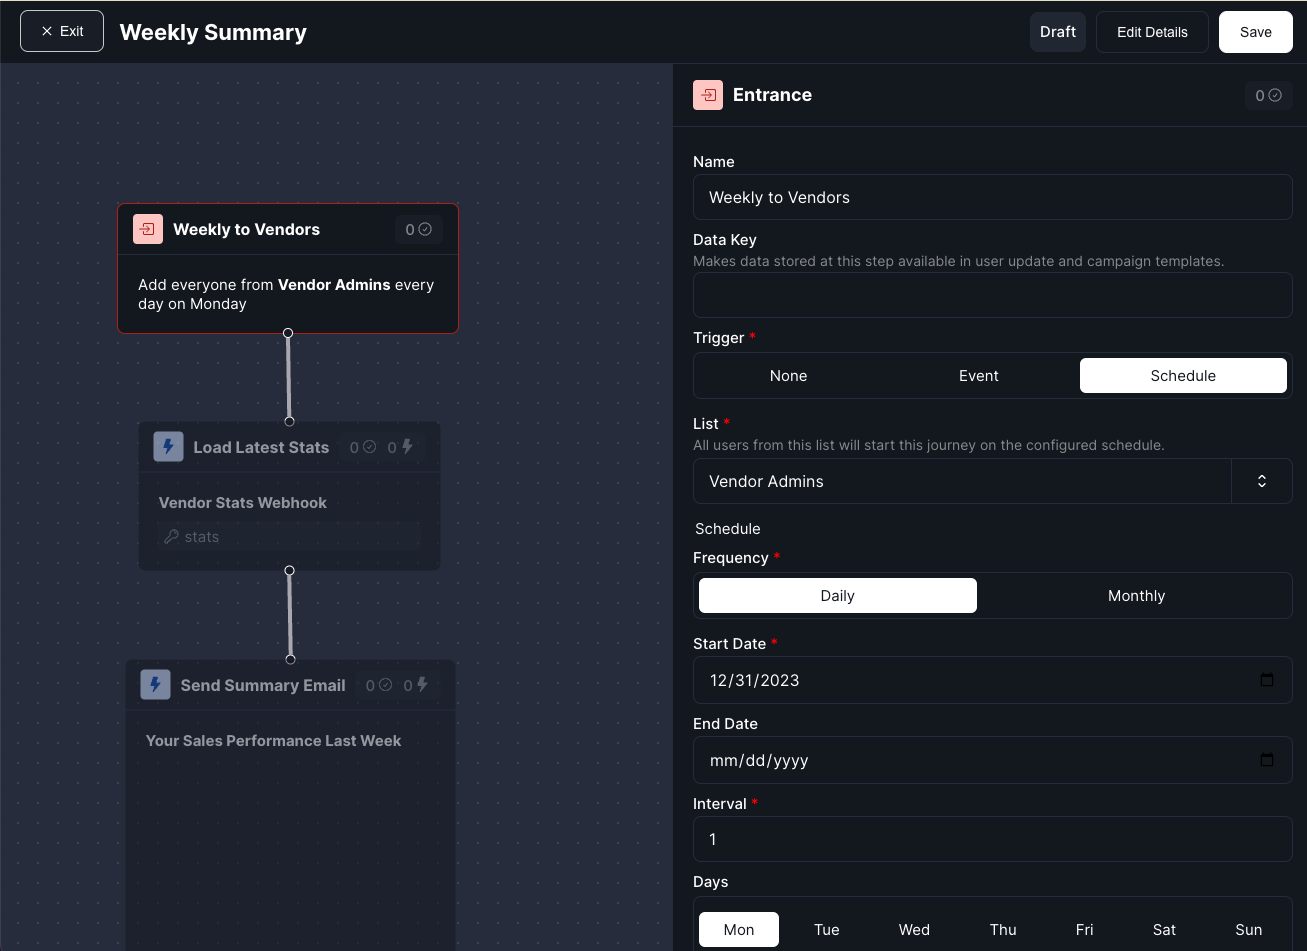 Exit
Weekly Summary
Draft
Edit Details
Save
Weekly to Vendors
0
Add everyone from Vendor Admins every
day on Monday
Load Latest Stats
0 0
Vendor Stats Webhook
stats
Send Summary Email
0 0
Your Sales Performance Last Week
Entrance
0
Name
Weekly to Vendors
Data Key
Makes data stored at this step available in user update and campaign templates.
Trigger *
None Event Schedule
List *
All users from this list will start this journey on the configured schedule.
Vendor Admins
Schedule
Frequency *
Daily Monthly
Start Date *
12/31/2023
End Date
mm/dd/yyyy
Interval *
1
Days
Mon Tue Wed Thu Fri Sat Sun